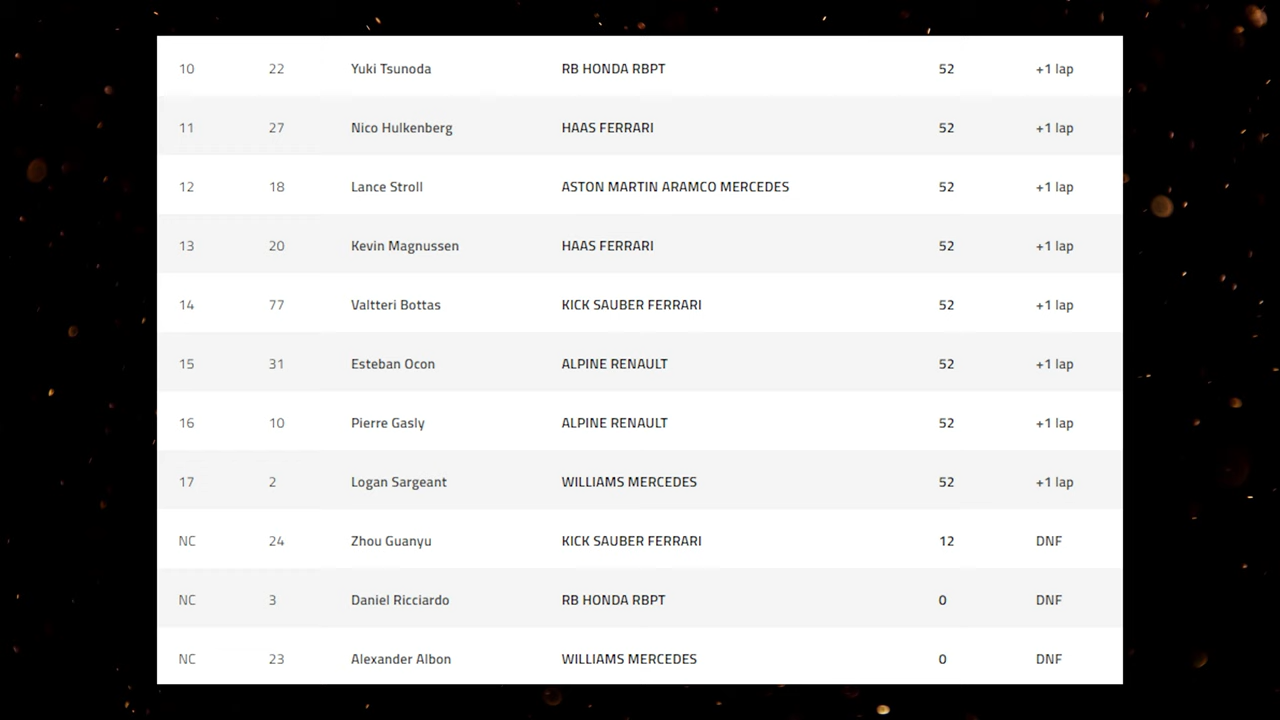 10 22 Yuki Tsunoda RB HONDA RBPT 52 +1 lap
11 27 Nico Hulkenberg HAAS FERRARI 52 +1 lap
12 18 Lance Stroll ASTON MARTIN ARAMCO MERCEDES 52 +1 lap
13 20 Kevin Magnussen HAAS FERRARI 52 +1 lap
14 77 Valtteri Bottas KICK SAUBER FERRARI 52 +1 lap
15 31 Esteban Ocon ALPINE RENAULT 52 +1 lap
16 10 Pierre Gasly ALPINE RENAULT 52 +1 lap
17 2 Logan Sargeant WILLIAMS MERCEDES 52 +1 lap
NC 24 Zhou Guanyu KICK SAUBER FERRARI 12 DNF
NC 3 Daniel Ricciardo RB HONDA RBPT 0 DNF
NC 23 Alexander Albon WILLIAMS MERCEDES 0 DNF